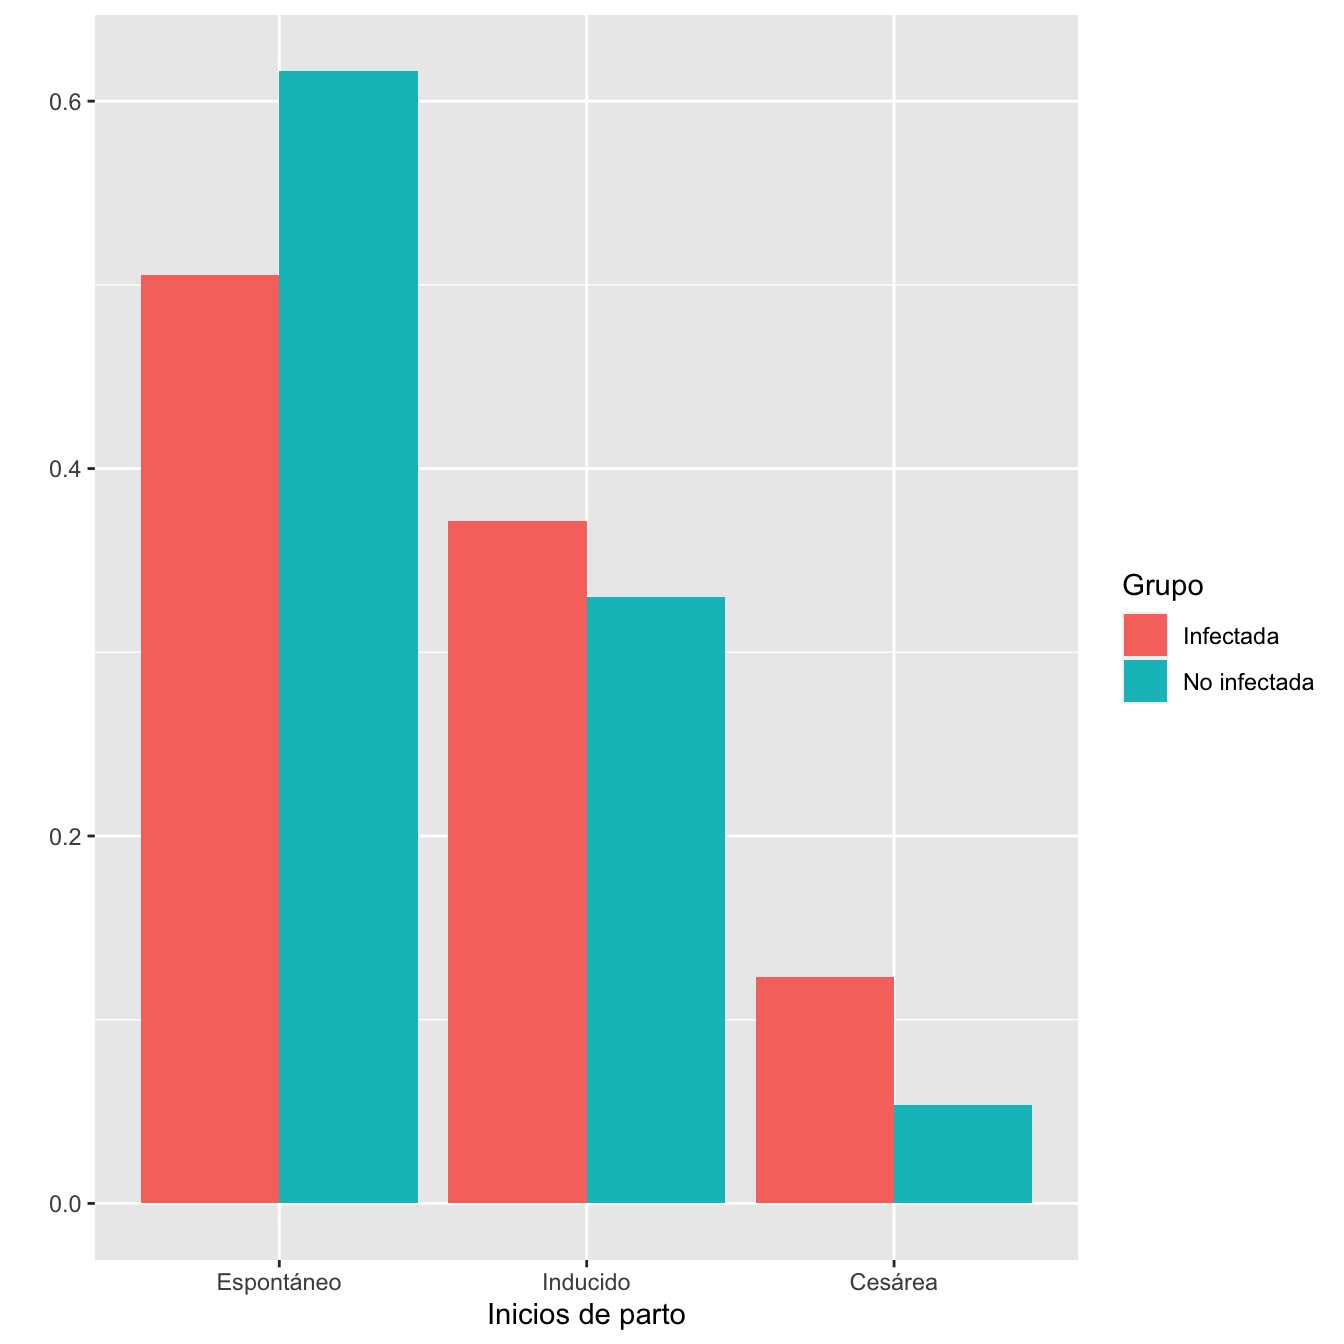 0.6
0.4
0.2
0.0
Espontáneo
Inducido
Cesárea
Inicios de parto
Grupo
Infectada
No infectada